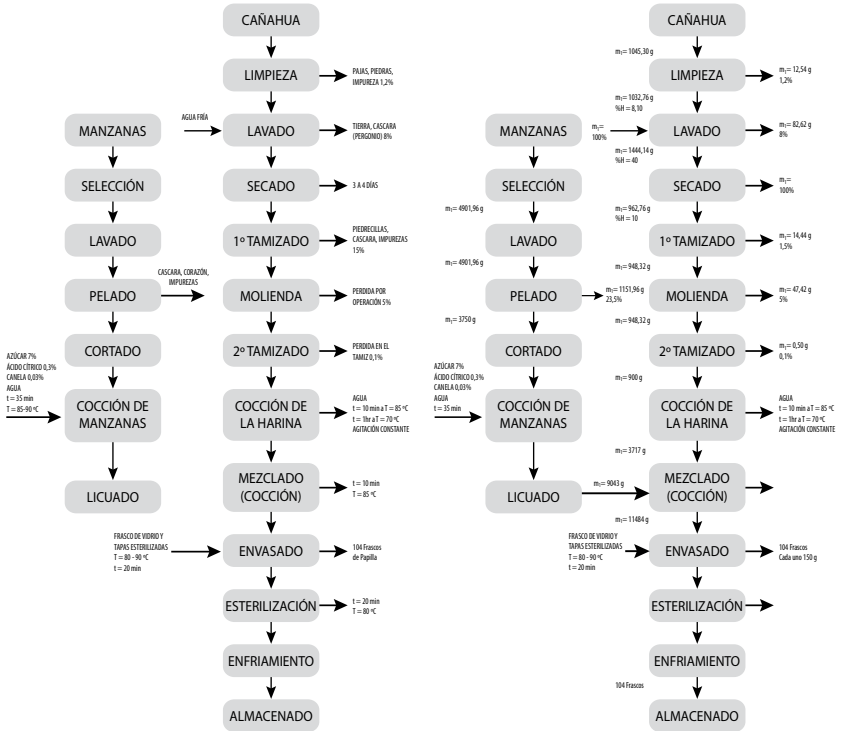 CAÑAHUA
LIMPIEZA
PAJAS, PIEDRAS,
IMPUREZA 1,2%
AGUA FRÍA
MANZANAS
LAVADO
TIERRA, CASCARA
(PERGONIO) 8%
SELECCIÓN
SECADO
3 A 4 DÍAS
LAVADO
1º TAMIZADO
PIEDRECILLAS,
CASCARA, IMPUREZAS
15%
CASCARA, CORAZÓN,
IMPUREZAS
PELADO
MOLIENDA
PERDIDA POR
OPERACIÓN 5%
CORTADO
2º TAMIZADO
PERDIDA EN EL
TAMIZ 0,1%
AZÚCAR 7%
ÁCIDO CÍTRICO 0,3%
CANELA 0,03%
AGUA
t = 35 min
T = 85-90 ºC
COCCIÓN DE
MANZANAS
COCCIÓN DE
LA HARINA
AGUA
t = 10 min a T = 85 ºC
t = 1hr a T = 70 ºC
AGITACIÓN CONSTANTE
LICUADO
MEZCLADO
(COCCIÓN)
t = 10 min
T = 85 ºC
FRASCO DE VIDRIO Y
TAPAS ESTERILIZADAS
T = 80 - 90 ºC
t = 20 min
ENVASADO
104 Frascos
de Papilla
ESTERILIZACIÓN
t = 20 min
T = 80 ºC
ENFRIAMIENTO
ALMACENADO
CAÑAHUA
m₁= 1045,30 g
LIMPIEZA
m₁= 12,54 g
1,2%
m₁= 1032,76 g
%H = 8,10
MANZANAS
m₁=
100%
LAVADO
m₁= 82,62 g
8%
m₁= 1444,14 g
%H = 40
SELECCIÓN
SECADO
m₁=
100%
m₁= 4901,96 g
m₁= 962,76 g
%H = 10
LAVADO
1º TAMIZADO
m₁= 14,44 g
1,5%
m₁= 4901,96 g
m₁= 948,32 g
PELADO
m₁= 1151,96 g
23,5%
MOLIENDA
m₁= 47,42 g
5%
m₁= 3750 g
m₁= 948,32 g
CORTADO
2º TAMIZADO
m₁= 0,50 g
0,1%
AZÚCAR 7%
ÁCIDO CÍTRICO 0,3%
CANELA 0,03%
AGUA
t = 35 min
m₁= 900 g
COCCIÓN DE
MANZANAS
COCCIÓN DE
LA HARINA
AGUA
t = 10 min a T = 85 ºC
t = 1hr a T = 70 ºC
AGITACIÓN CONSTANTE
m₁= 3717 g
LICUADO
m₁= 9043 g
MEZCLADO
(COCCIÓN)
m₁= 11484 g
FRASCO DE VIDRIO Y
TAPAS ESTERILIZADAS
T = 80 - 90 ºC
t = 20 min
ENVASADO
104 Frascos
Cada uno 150 g
ESTERILIZACIÓN
ENFRIAMIENTO
104 Frascos
ALMACENADO